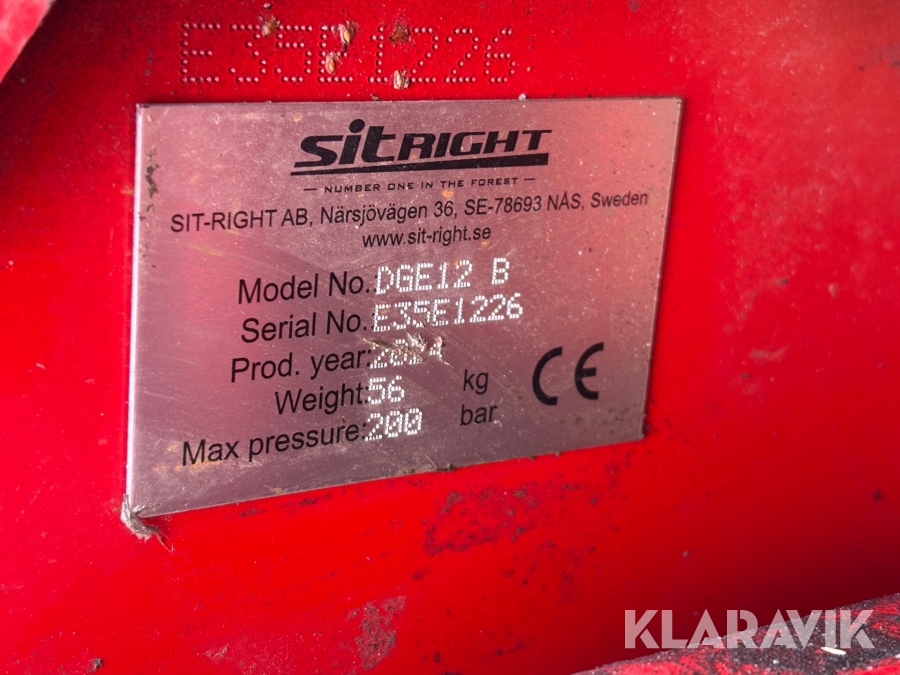 E35E1226
SitRIGHT
NUMBER ONE IN THE FOREST
SIT-RIGHT AB, Närsjövägen 36, SE-78693 NÅS, Sweden
www.sit-right.se
Model No. DGE12 B
Serial No. E35E1226
Prod. year:
Weight: 56 kg
Max pressure: 200 bar
CE
KLARAVIK